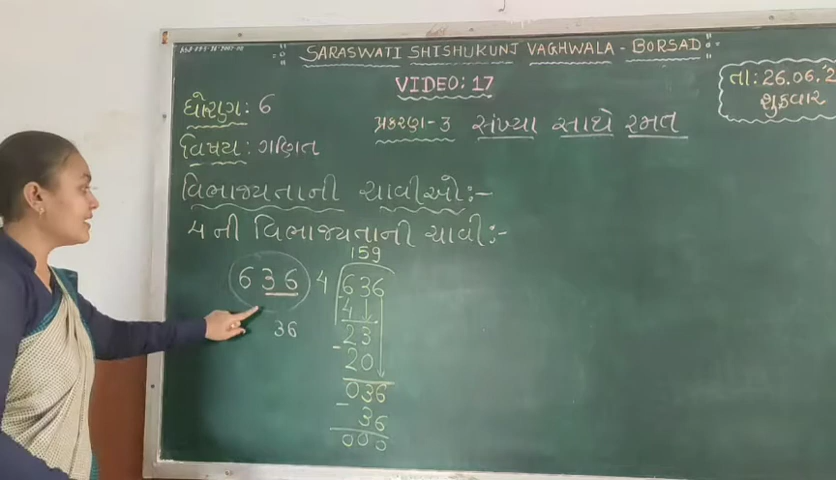 SARASWATI SHISHUKUNJ VAGHWALA - BORSAD
VIDEO: 17
તા: 26.06.'2
શુક્રવાર
ધોરણ: 6
પ્રકરણ-૩ સંખ્યા સાથે રમત
વિષય: ગણિત
વિભાજ્યતાની ચાવીઓ:-
4 ની વિભાજ્યતાની ચાવી:-
159
636 4 636
4
36 - 23
20
036
- 36
000